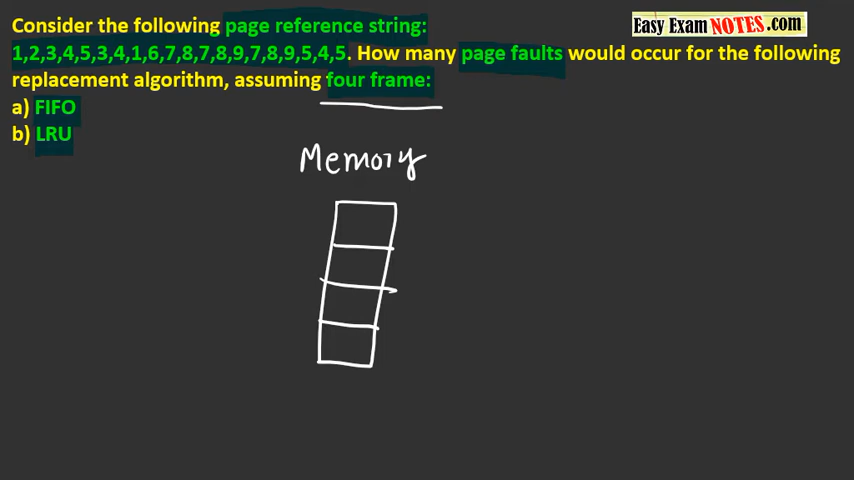 Consider the following page reference string:
Easy Exam NOTES.com
1,2,3,4,5,3,4,1,6,7,8,7,8,9,7,8,9,5,4,5. How many page faults would occur for the following
replacement algorithm, assuming four frame:
a) FIFO
b) LRU
Memory